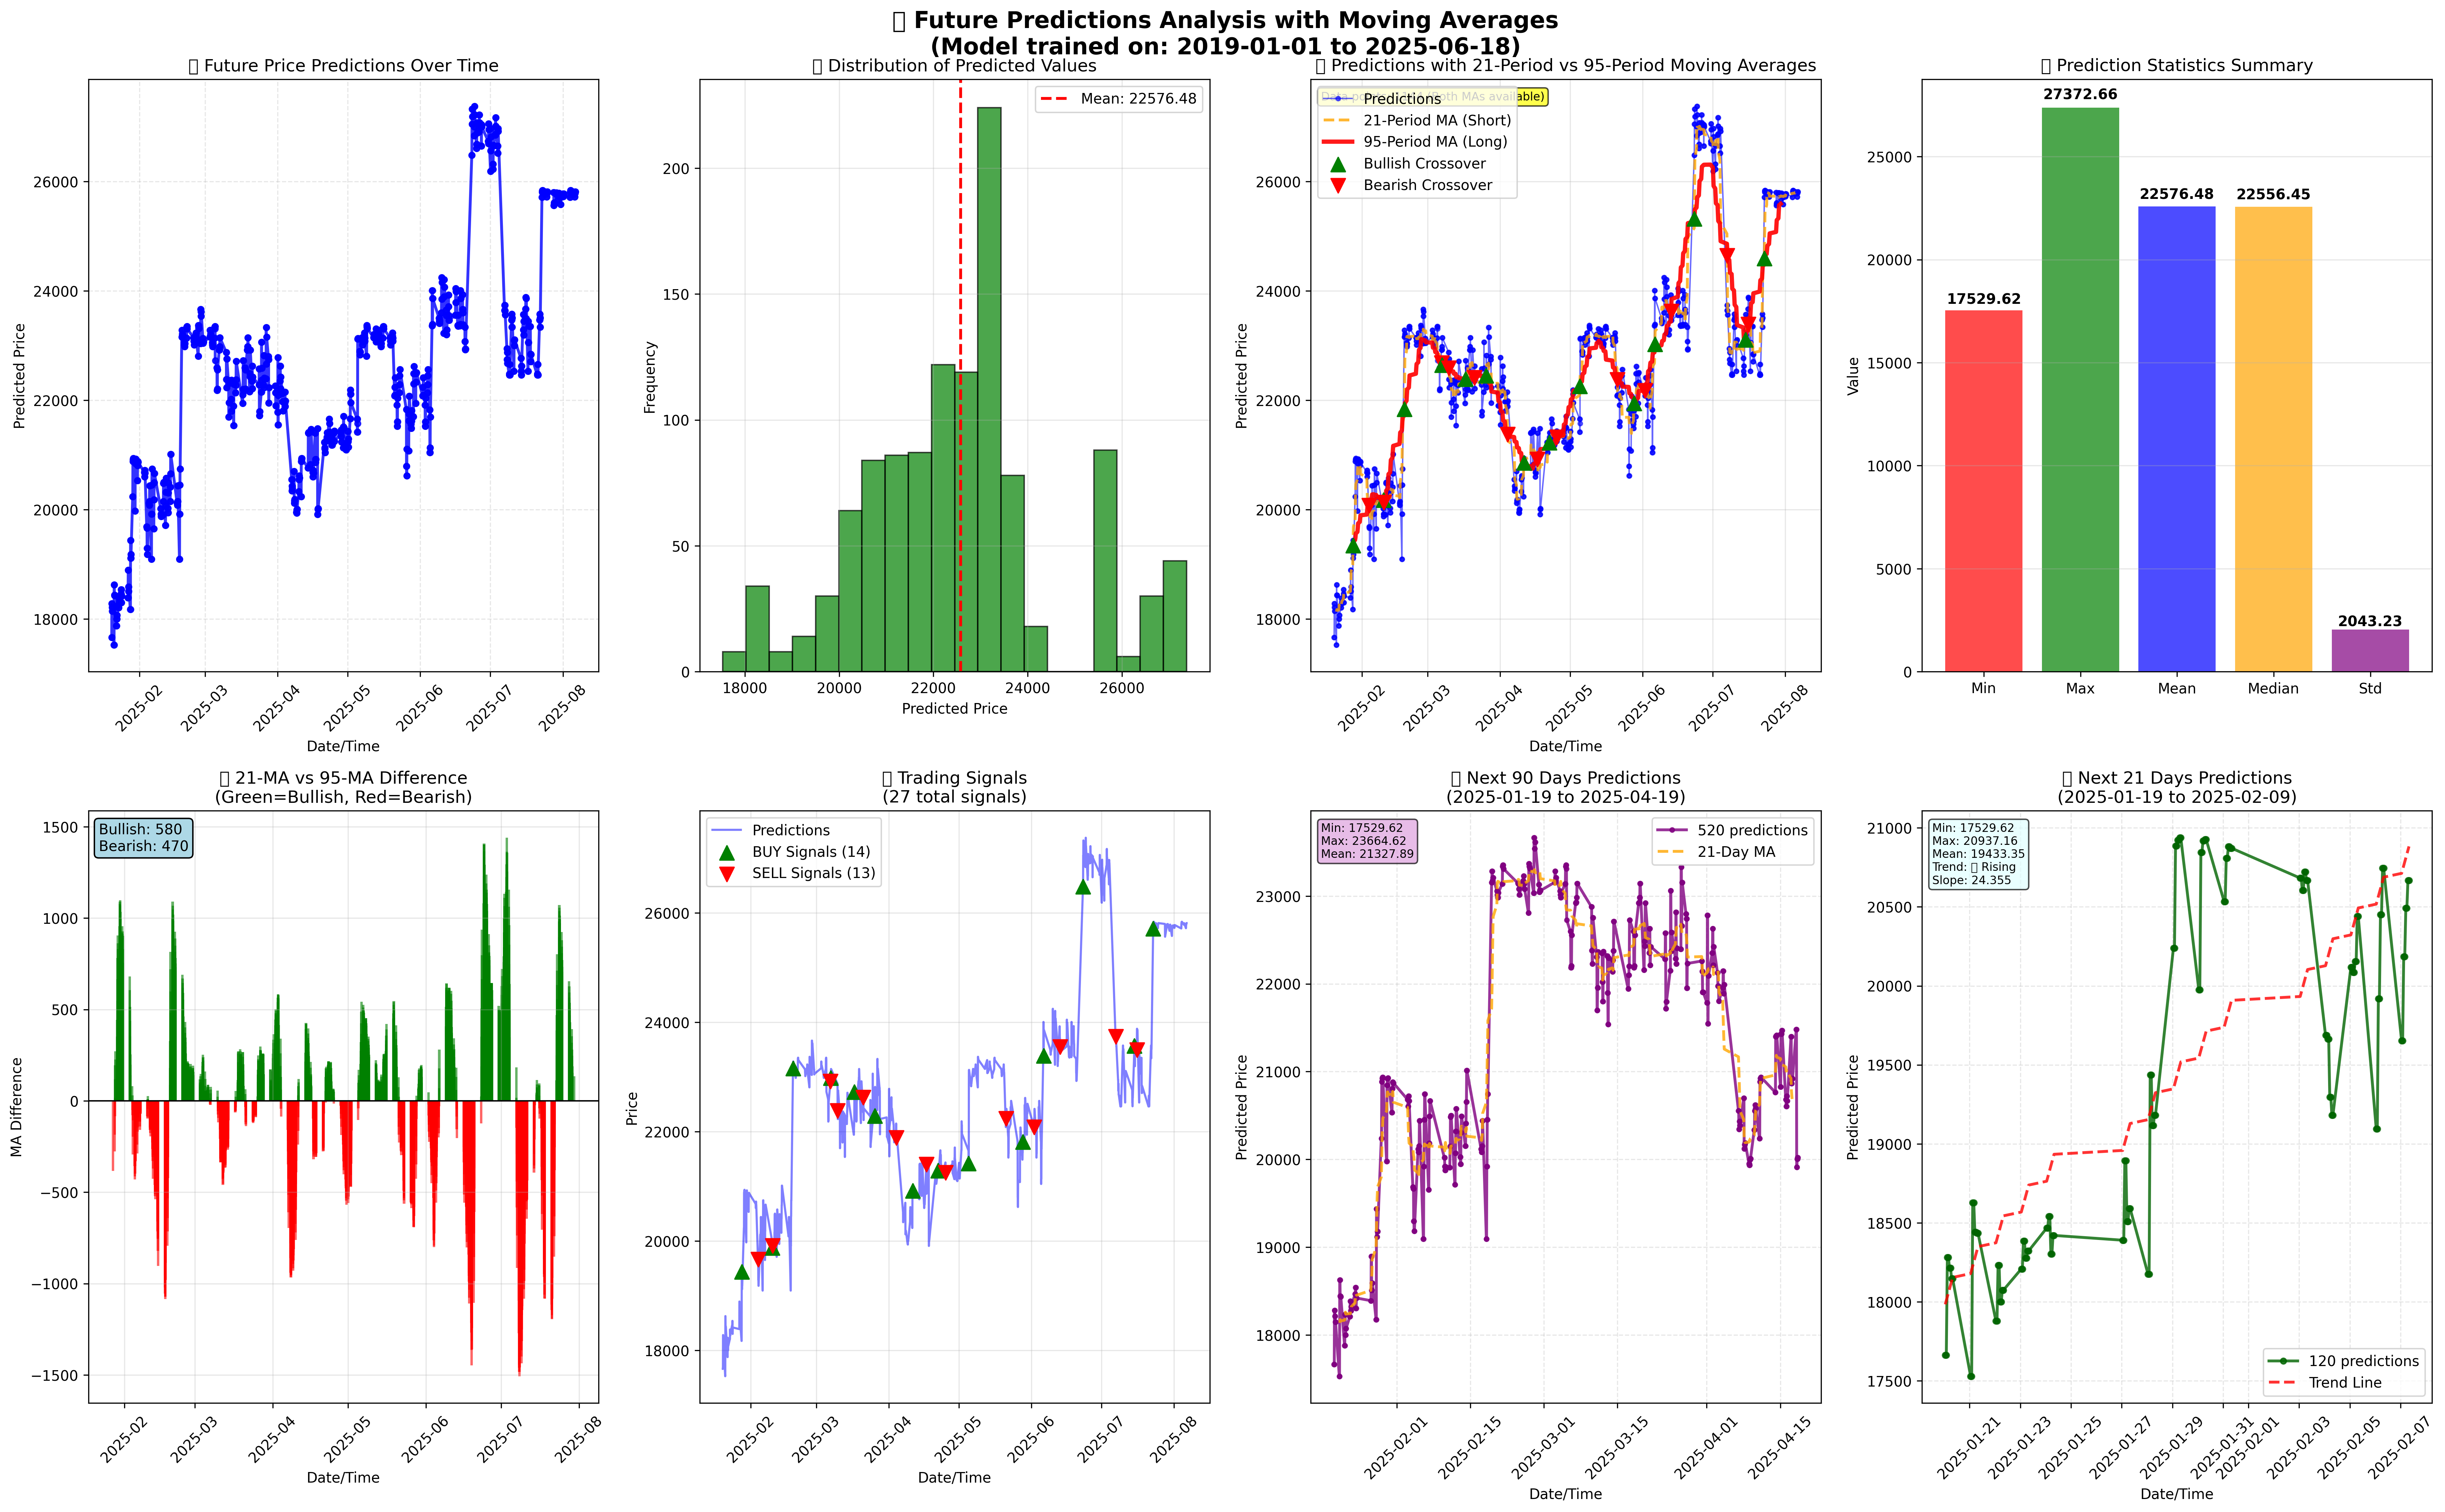 Future Predictions Analysis with Moving Averages
(Model trained on: 2019-01-01 to 2025-06-18)
Future Price Predictions Over Time
26000
24000
22000
20000
18000
Predicted Price
2025-02
2025-03
2025-04
2025-05
2025-06
2025-07
2025-08
Date/Time
Distribution of Predicted Values
Mean: 22576.48
200
150
100
50
0
Frequency
18000
20000
22000
24000
26000
Predicted Price
Predictions with 21-Period vs 95-Period Moving Averages
Predictions
21-Period MA (Short)
95-Period MA (Long)
Bullish Crossover
Bearish Crossover
26000
24000
22000
20000
18000
Predicted Price
2025-02
2025-03
2025-04
2025-05
2025-06
2025-07
2025-08
Date/Time
Prediction Statistics Summary
27372.66
22576.48
22556.45
17529.62
2043.23
25000
20000
15000
10000
5000
0
Value
Min
Max
Mean
Median
Std
21-MA vs 95-MA Difference
(Green=Bullish, Red=Bearish)
Bullish: 580
Bearish: 470
1500
1000
500
0
−500
−1000
−1500
MA Difference
2025-02
2025-03
2025-04
2025-05
2025-06
2025-07
2025-08
Date/Time
Trading Signals
(27 total signals)
Predictions
BUY Signals (14)
SELL Signals (13)
26000
24000
22000
20000
18000
Price
2025-02
2025-03
2025-04
2025-05
2025-06
2025-07
2025-08
Date/Time
Next 90 Days Predictions
(2025-01-19 to 2025-04-19)
Min: 17529.62
Max: 23664.62
Mean: 21327.89
520 predictions
21-Day MA
23000
22000
21000
20000
19000
18000
Predicted Price
2025-02-01
2025-02-15
2025-03-01
2025-03-15
2025-04-01
2025-04-15
Date/Time
Next 21 Days Predictions
(2025-01-19 to 2025-02-09)
Min: 17529.62
Max: 20937.16
Mean: 19433.35
Trend: Rising
Slope: 24.355
21000
20500
20000
19500
19000
18500
18000
17500
Predicted Price
120 predictions
Trend Line
2025-01-21
2025-01-23
2025-01-25
2025-01-27
2025-01-29
2025-01-31
2025-02-01
2025-02-03
2025-02-05
2025-02-07
Date/Time